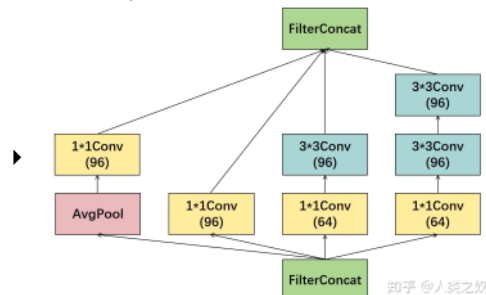 FilterConcat
3*3Conv
(96)
1*1Conv
(96)
3*3Conv
(96)
3*3Conv
(96)
AvgPool
1*1Conv
(96)
1*1Conv
(64)
1*1Conv
(64)
FilterConcat
知乎 @人类之奴